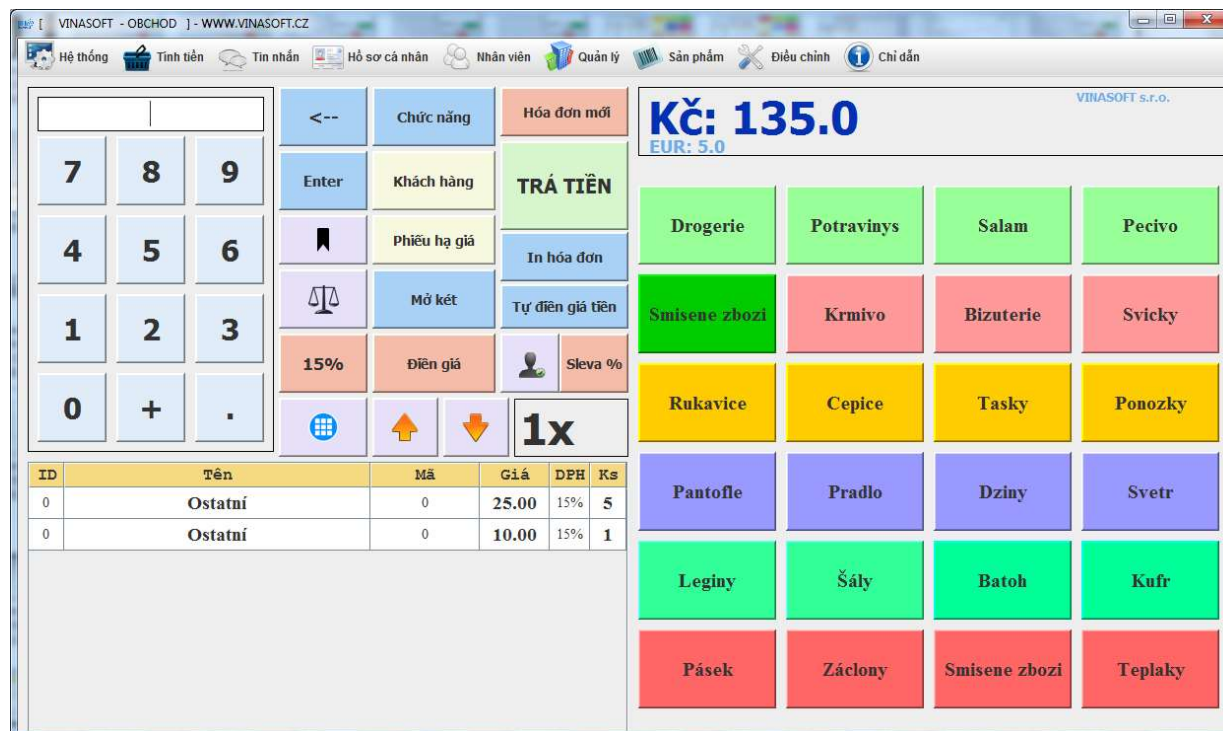 [ VINASOFT - OBCHOD ] - WWW.VINASOFT.CZ
Hệ thống Tính tiền Tin nhắn Hồ sơ cá nhân Nhân viên Quản lý Sản phẩm Điều chỉnh Chỉ dẫn
7 8 9
4 5 6
1 2 3
0 + .
<-- Chức năng Hóa đơn mới
Enter Khách hàng TRẢ TIỀN
Phiếu hạ giá In hóa đơn
Mở két Tự điền giá tiền
15% Điền giá Sleva %
1x
VINASOFT s.r.o.
Kč: 135.0
EUR: 5.0
Drogerie Potravinys Salam Pecivo
Smisene zbozi Krmivo Bizuterie Svicky
Rukavice Cepice Tasky Ponozky
Pantofle Pradlo Dziny Svetr
Leginy Šály Batoh Kufr
Pásek Záclony Smisene zbozi Teplaky
ID Tên Mã Giá DPH Ks
0 Ostatní 0 25.00 15% 5
0 Ostatní 0 10.00 15% 1